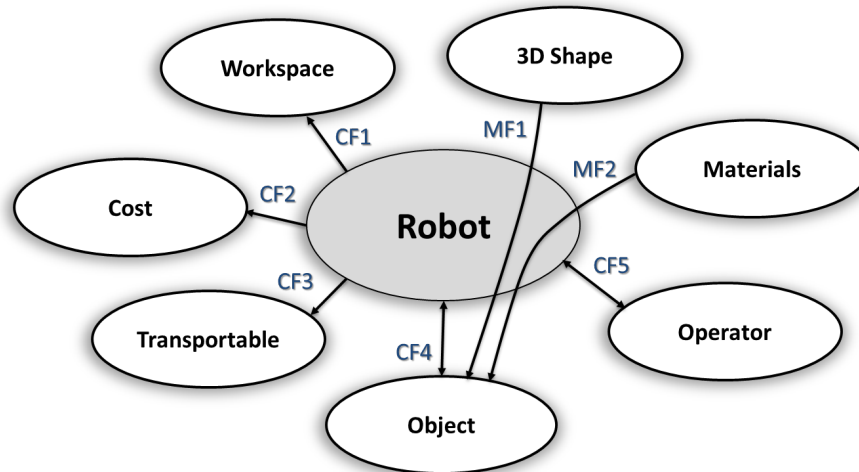 3D Shape
Workspace
MF1
CF1
MF2
Materials
CF2
Cost
Robot
CF5
CF3
Transportable
Operator
CF4
Object